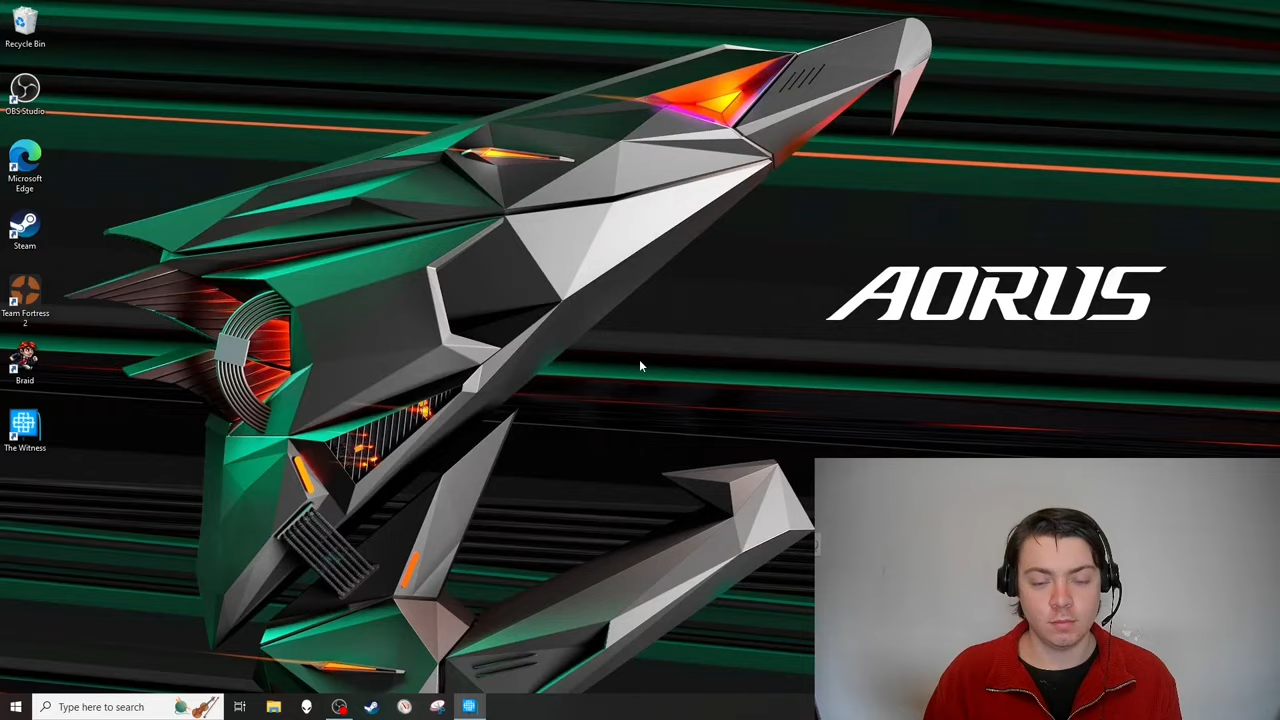 Recycle Bin
OBS Studio
Microsoft
Edge
Steam
Team Fortress
2
Braid
The Witness
AORUS
Type here to search